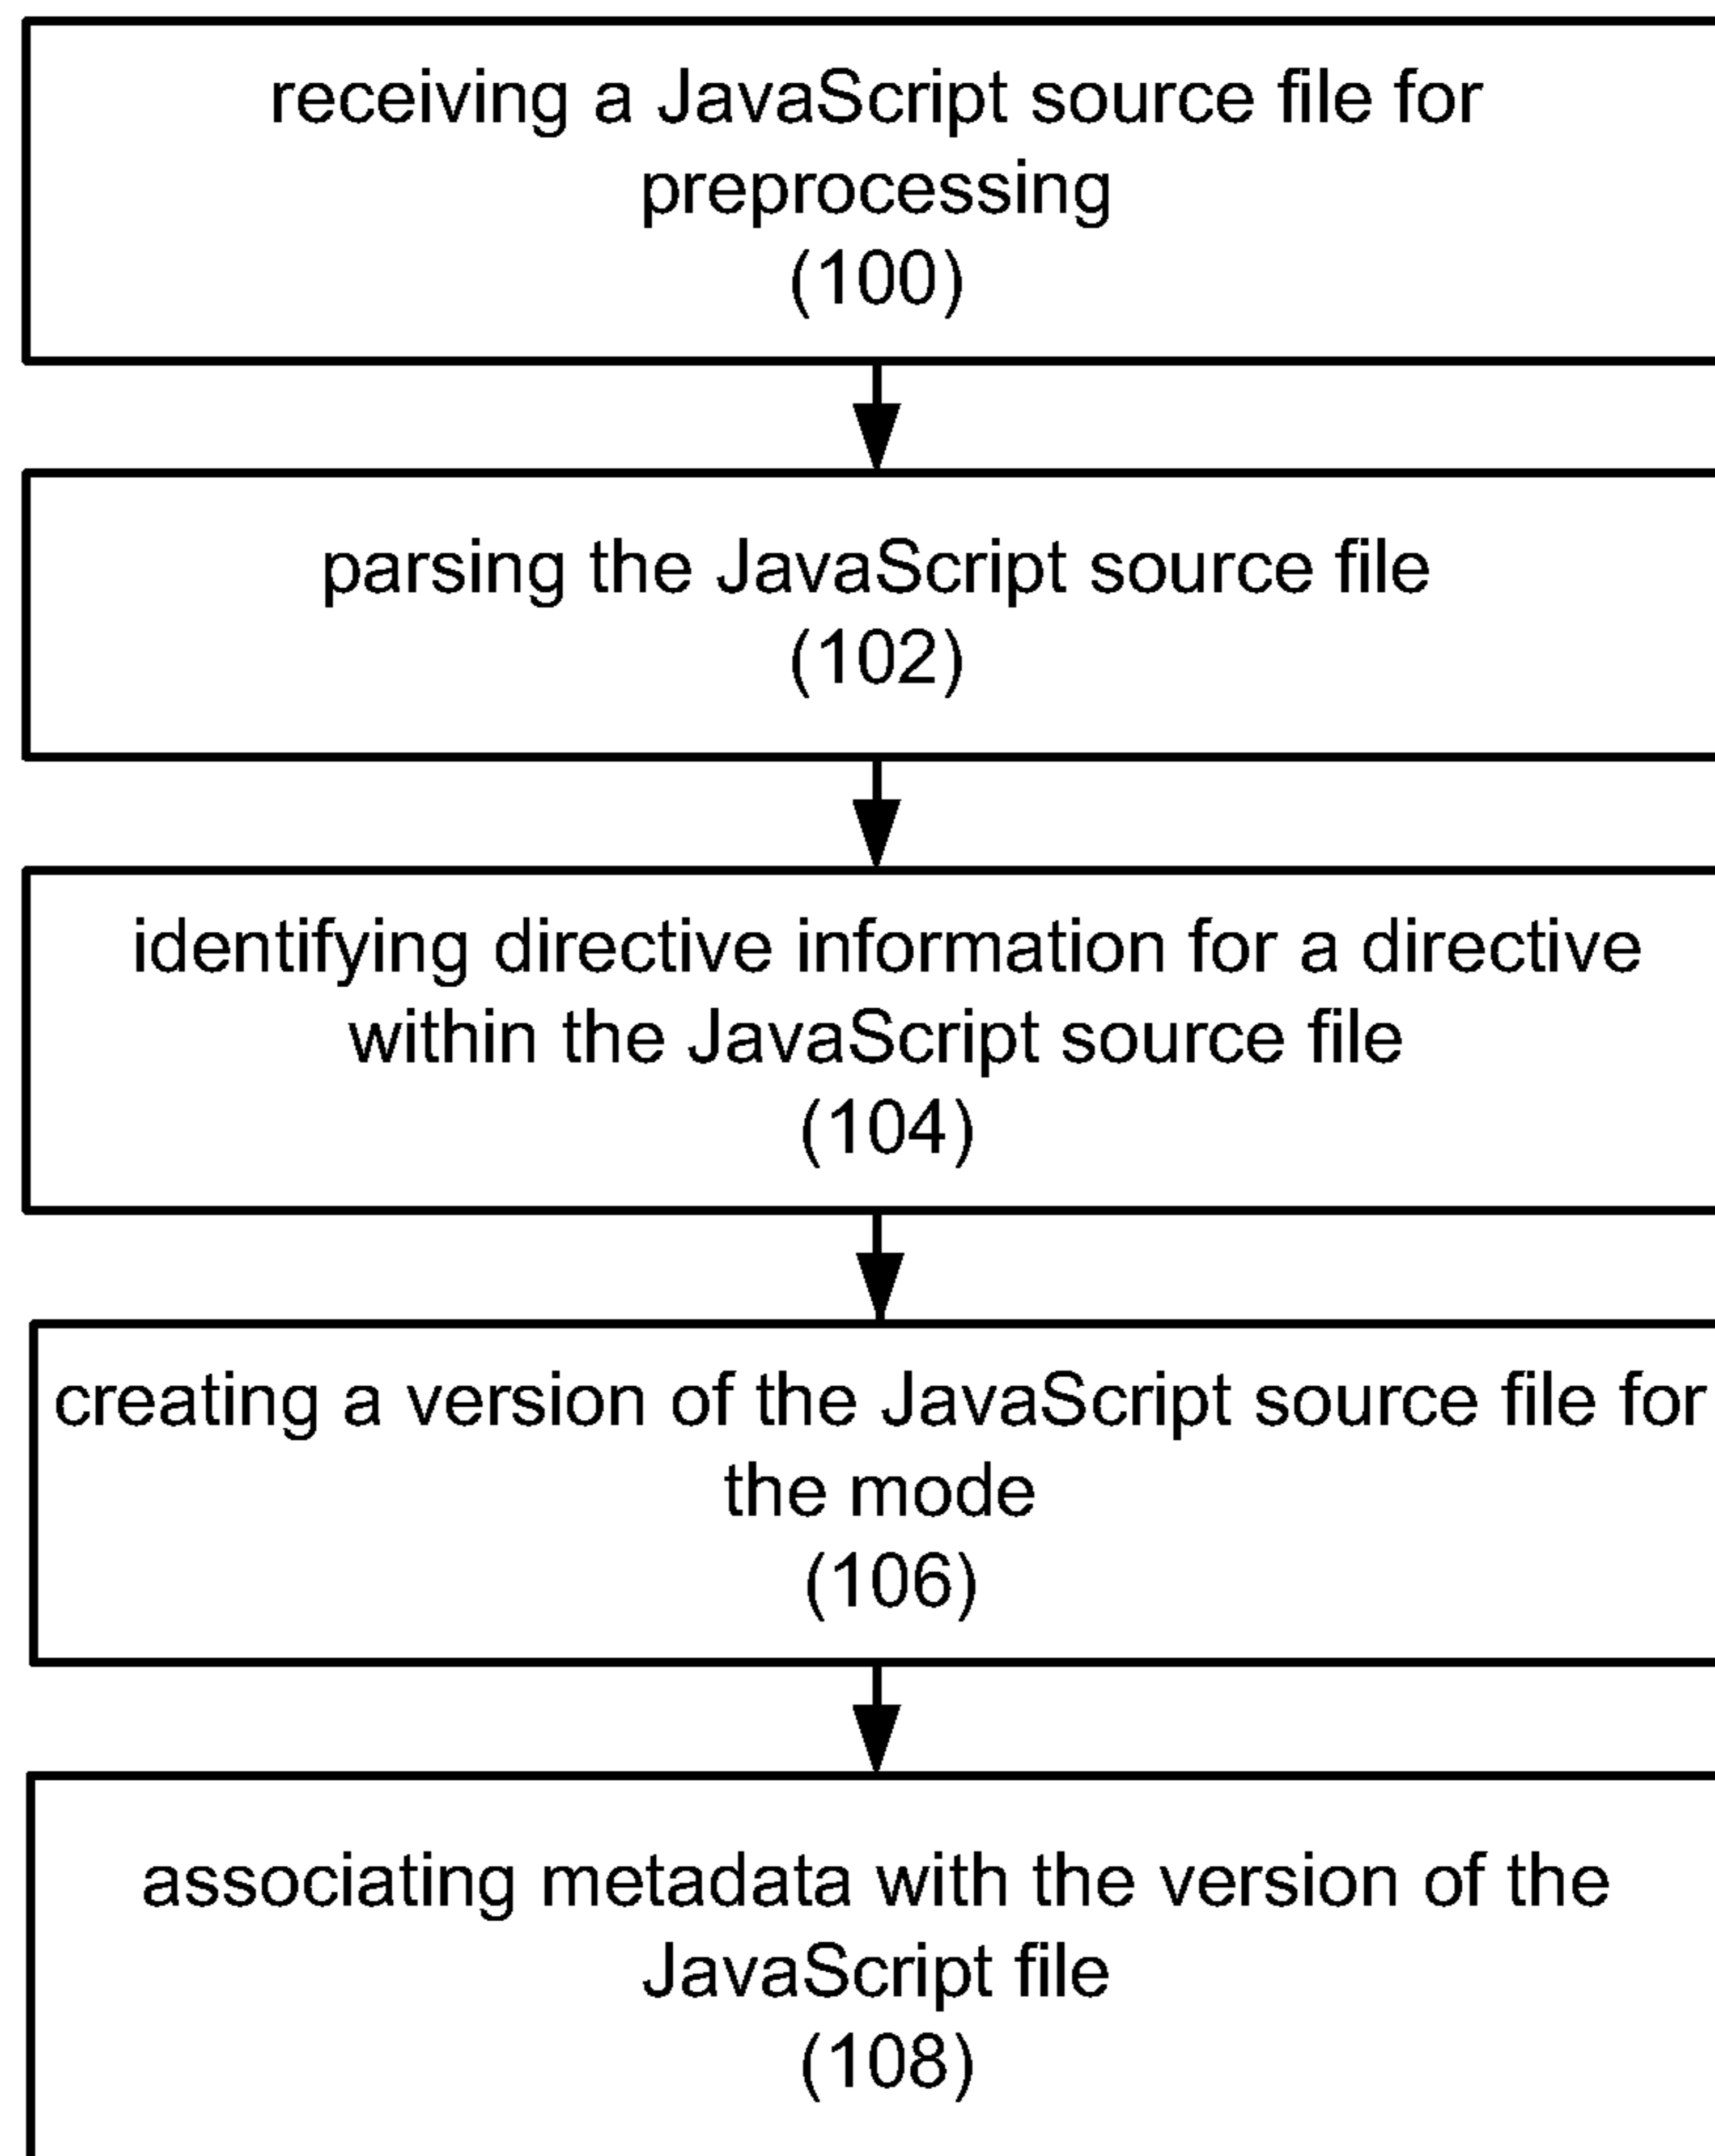 receiving a JavaScript source file for
preprocessing
(100)
parsing the JavaScript source file
(102)
identifying directive information for a directive
within the JavaScript source file
(104)
creating a version of the JavaScript source file for
the mode
(106)
associating metadata with the version of the
JavaScript file
(108)